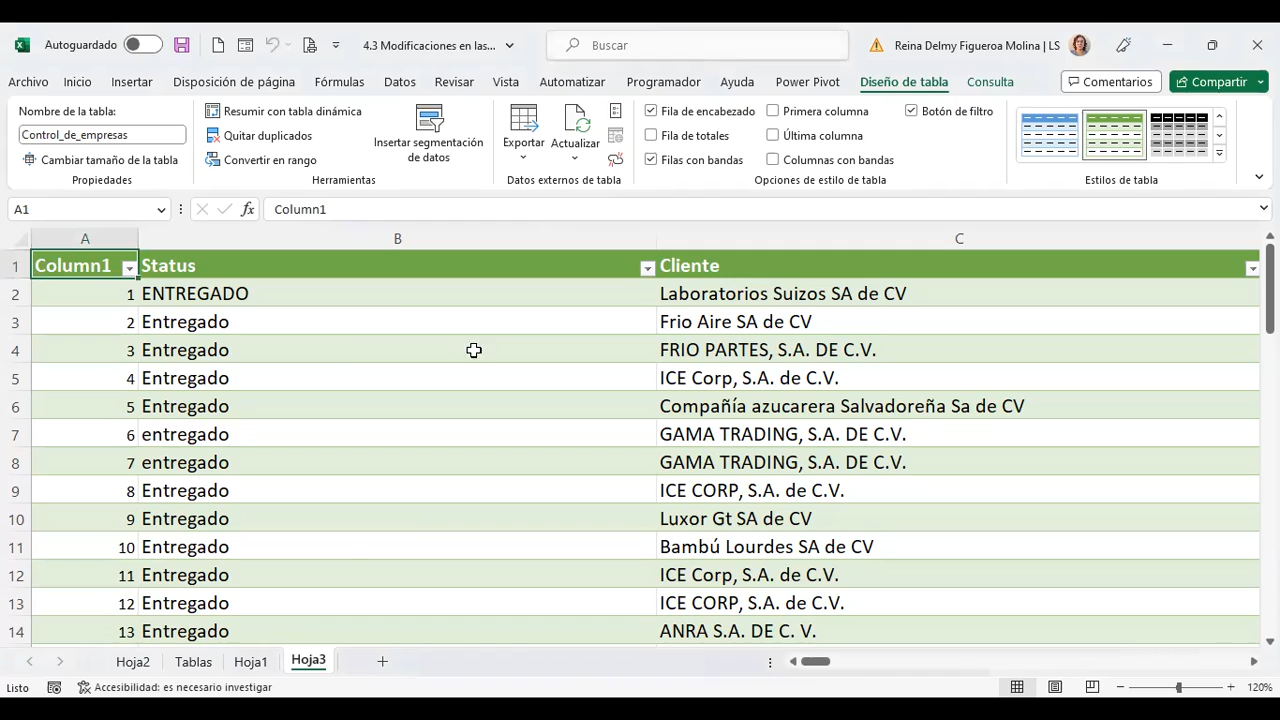 Autoguardado 4.3 Modificaciones en las... Buscar Reina Delmy Figueroa Molina | LS
Archivo Inicio Insertar Disposición de página Fórmulas Datos Revisar Vista Automatizar Programador Ayuda Power Pivot Diseño de tabla Consulta Comentarios Compartir
Nombre de la tabla:
Control_de_empresas
Cambiar tamaño de la tabla
Propiedades
Resumir con tabla dinámica
Quitar duplicados
Convertir en rango
Insertar segmentación
de datos
Herramientas
Exportar Actualizar
Datos externos de tabla
Fila de encabezado Primera columna Botón de filtro
Fila de totales Última columna
Filas con bandas Columnas con bandas
Opciones de estilo de tabla
Estilos de tabla
A1 fx Column1
A B C
1 Column1 Status Cliente
2 1 ENTREGADO Laboratorios Suizos SA de CV
3 2 Entregado Frio Aire SA de CV
4 3 Entregado FRIO PARTES, S.A. DE C.V.
5 4 Entregado ICE Corp, S.A. de C.V.
6 5 Entregado Compañía azucarera Salvadoreña Sa de CV
7 6 entregado GAMA TRADING, S.A. DE C.V.
8 7 entregado GAMA TRADING, S.A. DE C.V.
9 8 Entregado ICE CORP, S.A. de C.V.
10 9 Entregado Luxor Gt SA de CV
11 10 Entregado Bambú Lourdes SA de CV
12 11 Entregado ICE Corp, S.A. de C.V.
13 12 Entregado ICE CORP, S.A. de C.V.
14 13 Entregado ANRA S.A. DE C. V.
Hoja2 Tablas Hoja1 Hoja3
Listo Accesibilidad: es necesario investigar 120%